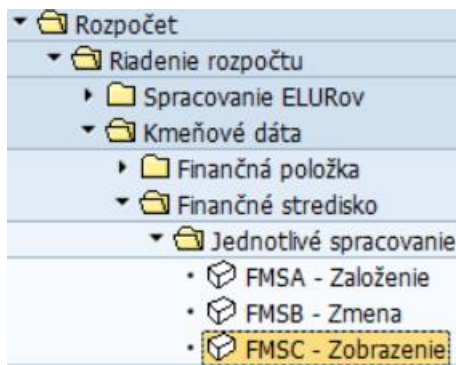 Rozpočet
Riadenie rozpočtu
Spracovanie ELURov
Kmeňové dáta
Finančná položka
Finančné stredisko
Jednotlivé spracovanie
FMSA - Založenie
FMSB - Zmena
FMSC - Zobrazenie